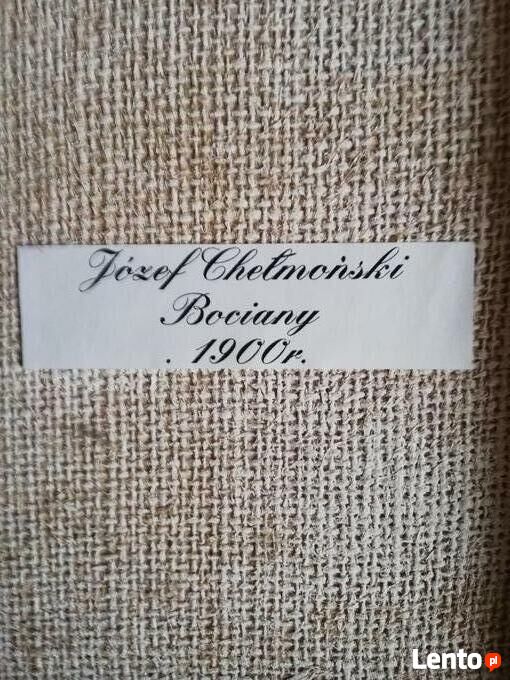 Józef Chełmoński
Bociany
. 1900r.
Lento.pl